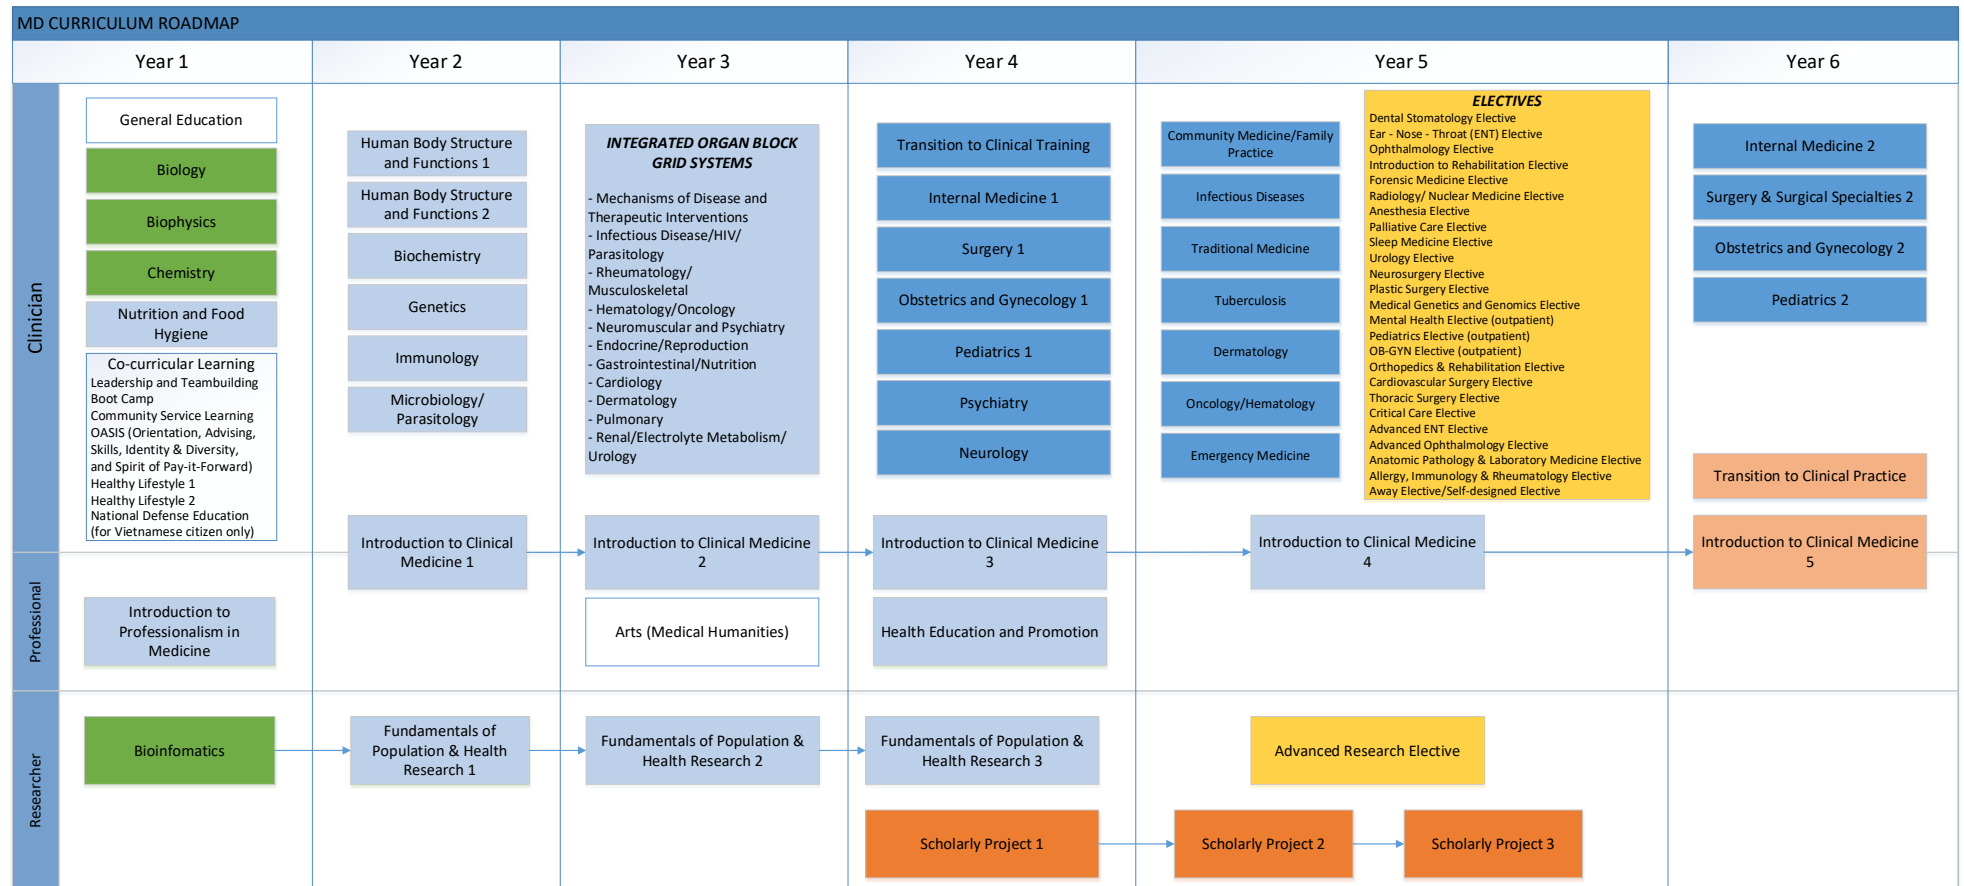 MD CURRICULUM ROADMAP
Year 1
Year 2
Year 3
Year 4
Year 5
Year 6
Clinician
General Education
Biology
Biophysics
Chemistry
Nutrition and Food
Hygiene
Co-curricular Learning
Leadership and Teambuilding
Boot Camp
Community Service Learning
OASIS (Orientation, Advising,
Skills, Identity & Diversity,
and Spirit of Pay-it-Forward)
Healthy Lifestyle 1
Healthy Lifestyle 2
National Defense Education
(for Vietnamese citizen only)
Human Body Structure
and Functions 1
Human Body Structure
and Functions 2
Biochemistry
Genetics
Immunology
Microbiology/
Parasitology
INTEGRATED ORGAN BLOCK
GRID SYSTEMS
- Mechanisms of Disease and
Therapeutic Interventions
- Infectious Disease/HIV/
Parasitology
- Rheumatology/
Musculoskeletal
- Hematology/Oncology
- Neuromuscular and Psychiatry
- Endocrine/Reproduction
- Gastrointestinal/Nutrition
- Cardiology
- Dermatology
- Pulmonary
- Renal/Electrolyte Metabolism/
Urology
Transition to Clinical Training
Internal Medicine 1
Surgery 1
Obstetrics and Gynecology 1
Pediatrics 1
Psychiatry
Neurology
Community Medicine/Family
Practice
Infectious Diseases
Traditional Medicine
Tuberculosis
Dermatology
Oncology/Hematology
Emergency Medicine
ELECTIVES
Dental Stomatology Elective
Ear - Nose - Throat (ENT) Elective
Ophthalmology Elective
Introduction to Rehabilitation Elective
Forensic Medicine Elective
Radiology/ Nuclear Medicine Elective
Anesthesia Elective
Palliative Care Elective
Sleep Medicine Elective
Urology Elective
Neurosurgery Elective
Plastic Surgery Elective
Medical Genetics and Genomics Elective
Mental Health Elective (outpatient)
Pediatrics Elective (outpatient)
OB-GYN Elective (outpatient)
Orthopedics & Rehabilitation Elective
Cardiovascular Surgery Elective
Thoracic Surgery Elective
Critical Care Elective
Advanced ENT Elective
Advanced Ophthalmology Elective
Anatomic Pathology & Laboratory Medicine Elective
Allergy, Immunology & Rheumatology Elective
Away Elective/Self-designed Elective
Internal Medicine 2
Surgery & Surgical Specialties 2
Obstetrics and Gynecology 2
Pediatrics 2
Transition to Clinical Practice
Introduction to Clinical
Medicine 1
Introduction to Clinical Medicine
2
Introduction to Clinical Medicine
3
Introduction to Clinical Medicine
4
Introduction to Clinical Medicine
5
Professional
Introduction to
Professionalism in
Medicine
Arts (Medical Humanities)
Health Education and Promotion
Researcher
Bioinfomatics
Fundamentals of
Population & Health
Research 1
Fundamentals of Population &
Health Research 2
Fundamentals of Population &
Health Research 3
Advanced Research Elective
Scholarly Project 1
Scholarly Project 2
Scholarly Project 3